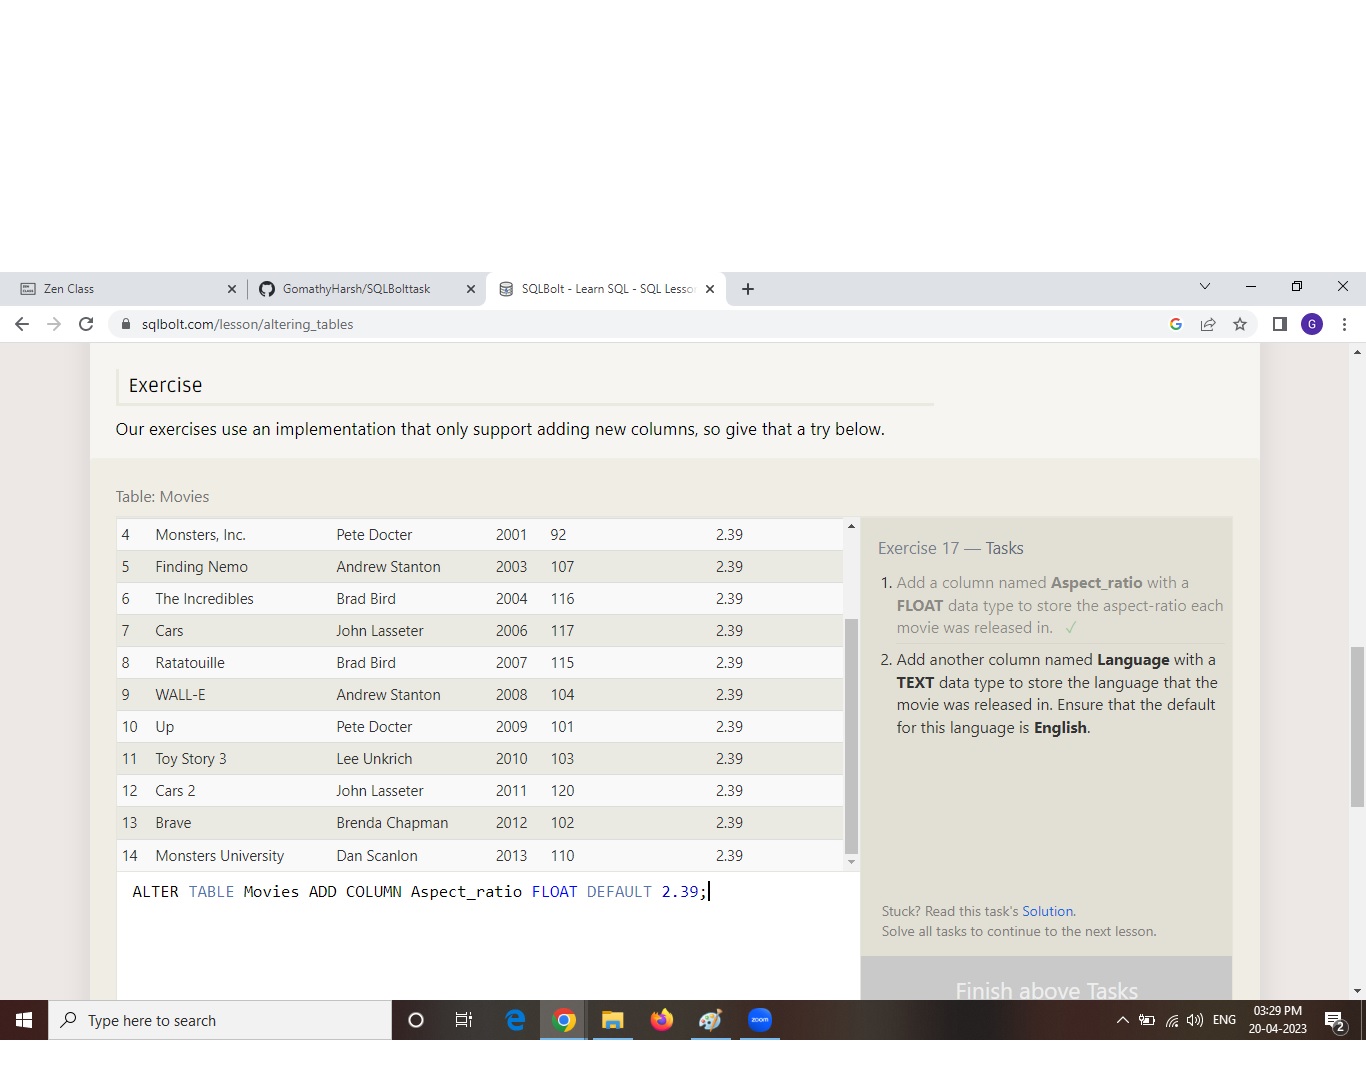 Zen Class
GomathyHarsh/SQLBolttask
SQLBolt - Learn SQL - SQL Lesso
sqlbolt.com/lesson/altering_tables
G
G
Exercise
Our exercises use an implementation that only support adding new columns, so give that a try below.
Table: Movies
4 Monsters, Inc. Pete Docter 2001 92 2.39
5 Finding Nemo Andrew Stanton 2003 107 2.39
6 The Incredibles Brad Bird 2004 116 2.39
7 Cars John Lasseter 2006 117 2.39
8 Ratatouille Brad Bird 2007 115 2.39
9 WALL-E Andrew Stanton 2008 104 2.39
10 Up Pete Docter 2009 101 2.39
11 Toy Story 3 Lee Unkrich 2010 103 2.39
12 Cars 2 John Lasseter 2011 120 2.39
13 Brave Brenda Chapman 2012 102 2.39
14 Monsters University Dan Scanlon 2013 110 2.39
ALTER TABLE Movies ADD COLUMN Aspect_ratio FLOAT DEFAULT 2.39;
Exercise 17 — Tasks
1. Add a column named Aspect_ratio with a
FLOAT data type to store the aspect-ratio each
movie was released in. ✓
2. Add another column named Language with a
TEXT data type to store the language that the
movie was released in. Ensure that the default
for this language is English.
Stuck? Read this task's Solution.
Solve all tasks to continue to the next lesson.
Finish above Tasks
Type here to search
zoom
ENG
03:29 PM
20-04-2023
2